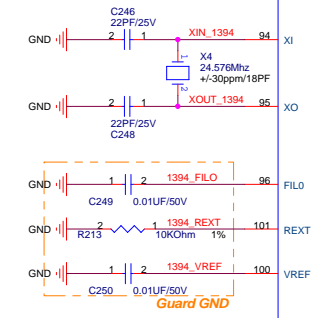 C246
22PF/25V
GND 2 1 XIN_1394 94 XI
1
X4
24.576Mhz
+/-30ppm/18PF
2
GND 2 1 XOUT_1394 95 XO
22PF/25V
C248
GND 1 2 1394_FILO 96 FIL0
C249 0.01UF/50V
GND 2 1 1394_REXT 101 REXT
R213 10KOhm 1%
GND 1 2 1394_VREF 100 VREF
C250 0.01UF/50V
Guard GND